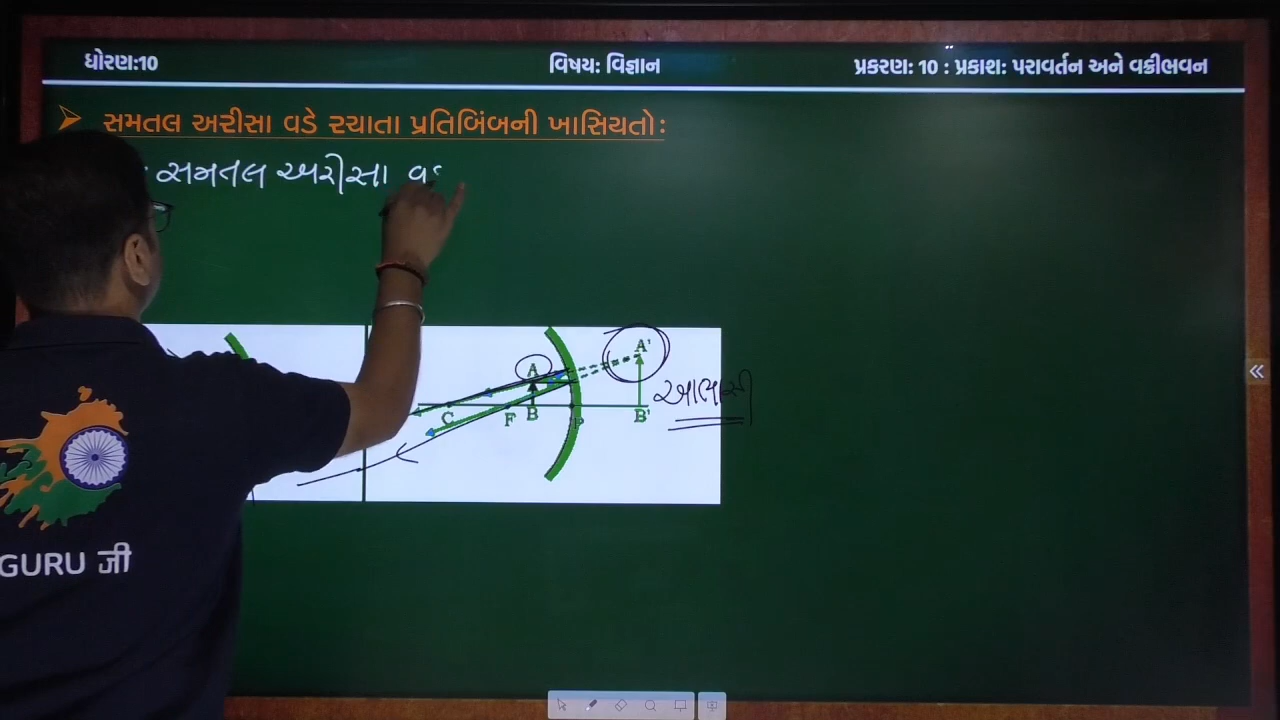 ધોરણ:10 વિષય: વિજ્ઞાન પ્રકરણ: 10 : પ્રકાશ: પરાવર્તન અને વક્રીભવન
સમતલ અરીસા વડે રચાતા પ્રતિબિંબની ખાસિયતો:
સમતલ અરીસા વડ
A A'
આભાસી
C F B P B'
GURU जी